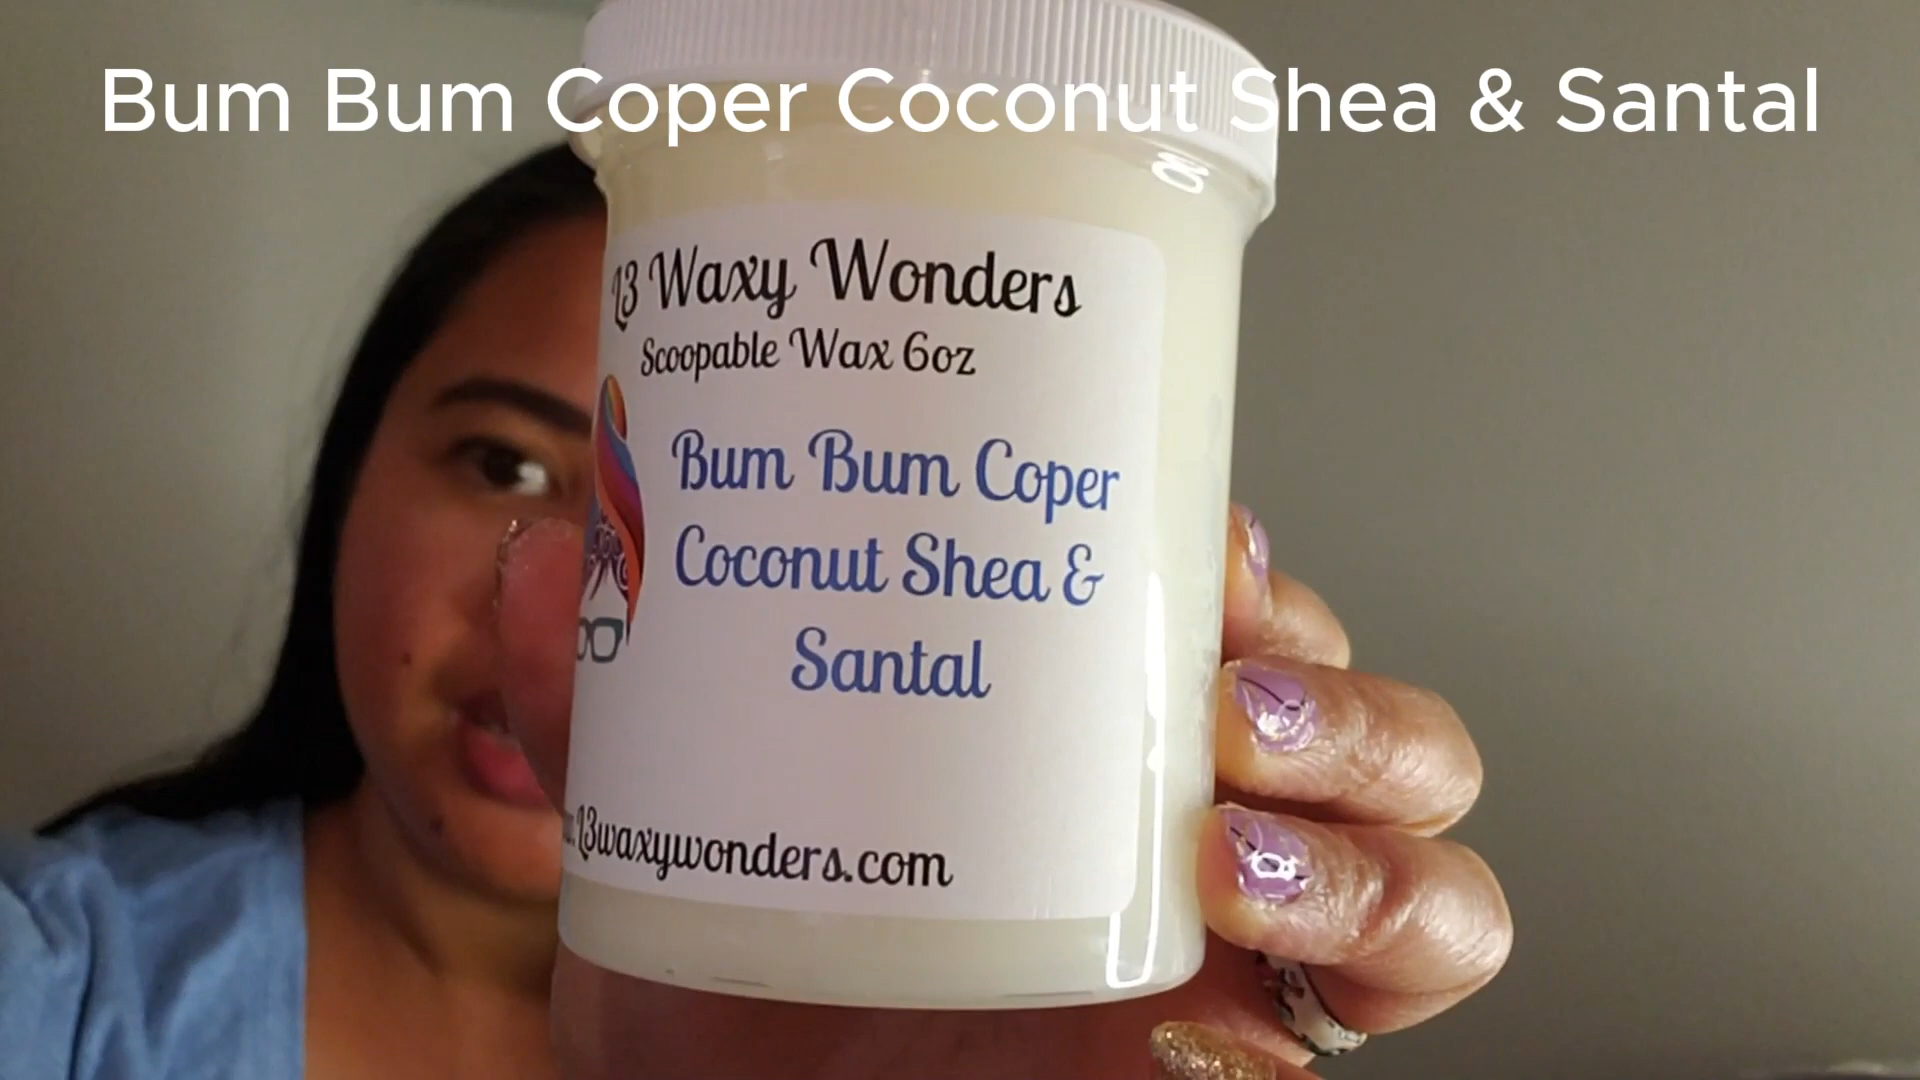 Bum Bum Coper Coconut Shea & Santal
L3 Waxy Wonders
Scoopable Wax 6oz
Bum Bum Coper
Coconut Shea &
Santal
L3waxywonders.com